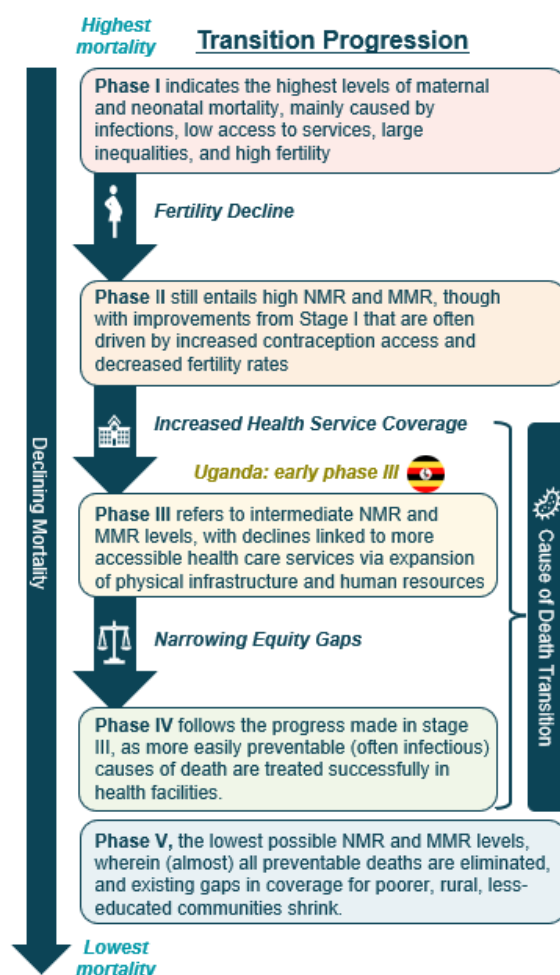 Highest
mortality
Transition Progression
Phase I indicates the highest levels of maternal
and neonatal mortality, mainly caused by
infections, low access to services, large
inequalities, and high fertility
Fertility Decline
Phase II still entails high NMR and MMR, though
with improvements from Stage I that are often
driven by increased contraception access and
decreased fertility rates
Increased Health Service Coverage
Uganda: early phase III
Phase III refers to intermediate NMR and
MMR levels, with declines linked to more
accessible health care services via expansion
of physical infrastructure and human resources
Narrowing Equity Gaps
Phase IV follows the progress made in stage
III, as more easily preventable (often infectious)
causes of death are treated successfully in
health facilities.
Phase V, the lowest possible NMR and MMR levels,
wherein (almost) all preventable deaths are eliminated,
and existing gaps in coverage for poorer, rural, less-
educated communities shrink.
Lowest
mortality
Declining Mortality
Cause of Death Transition